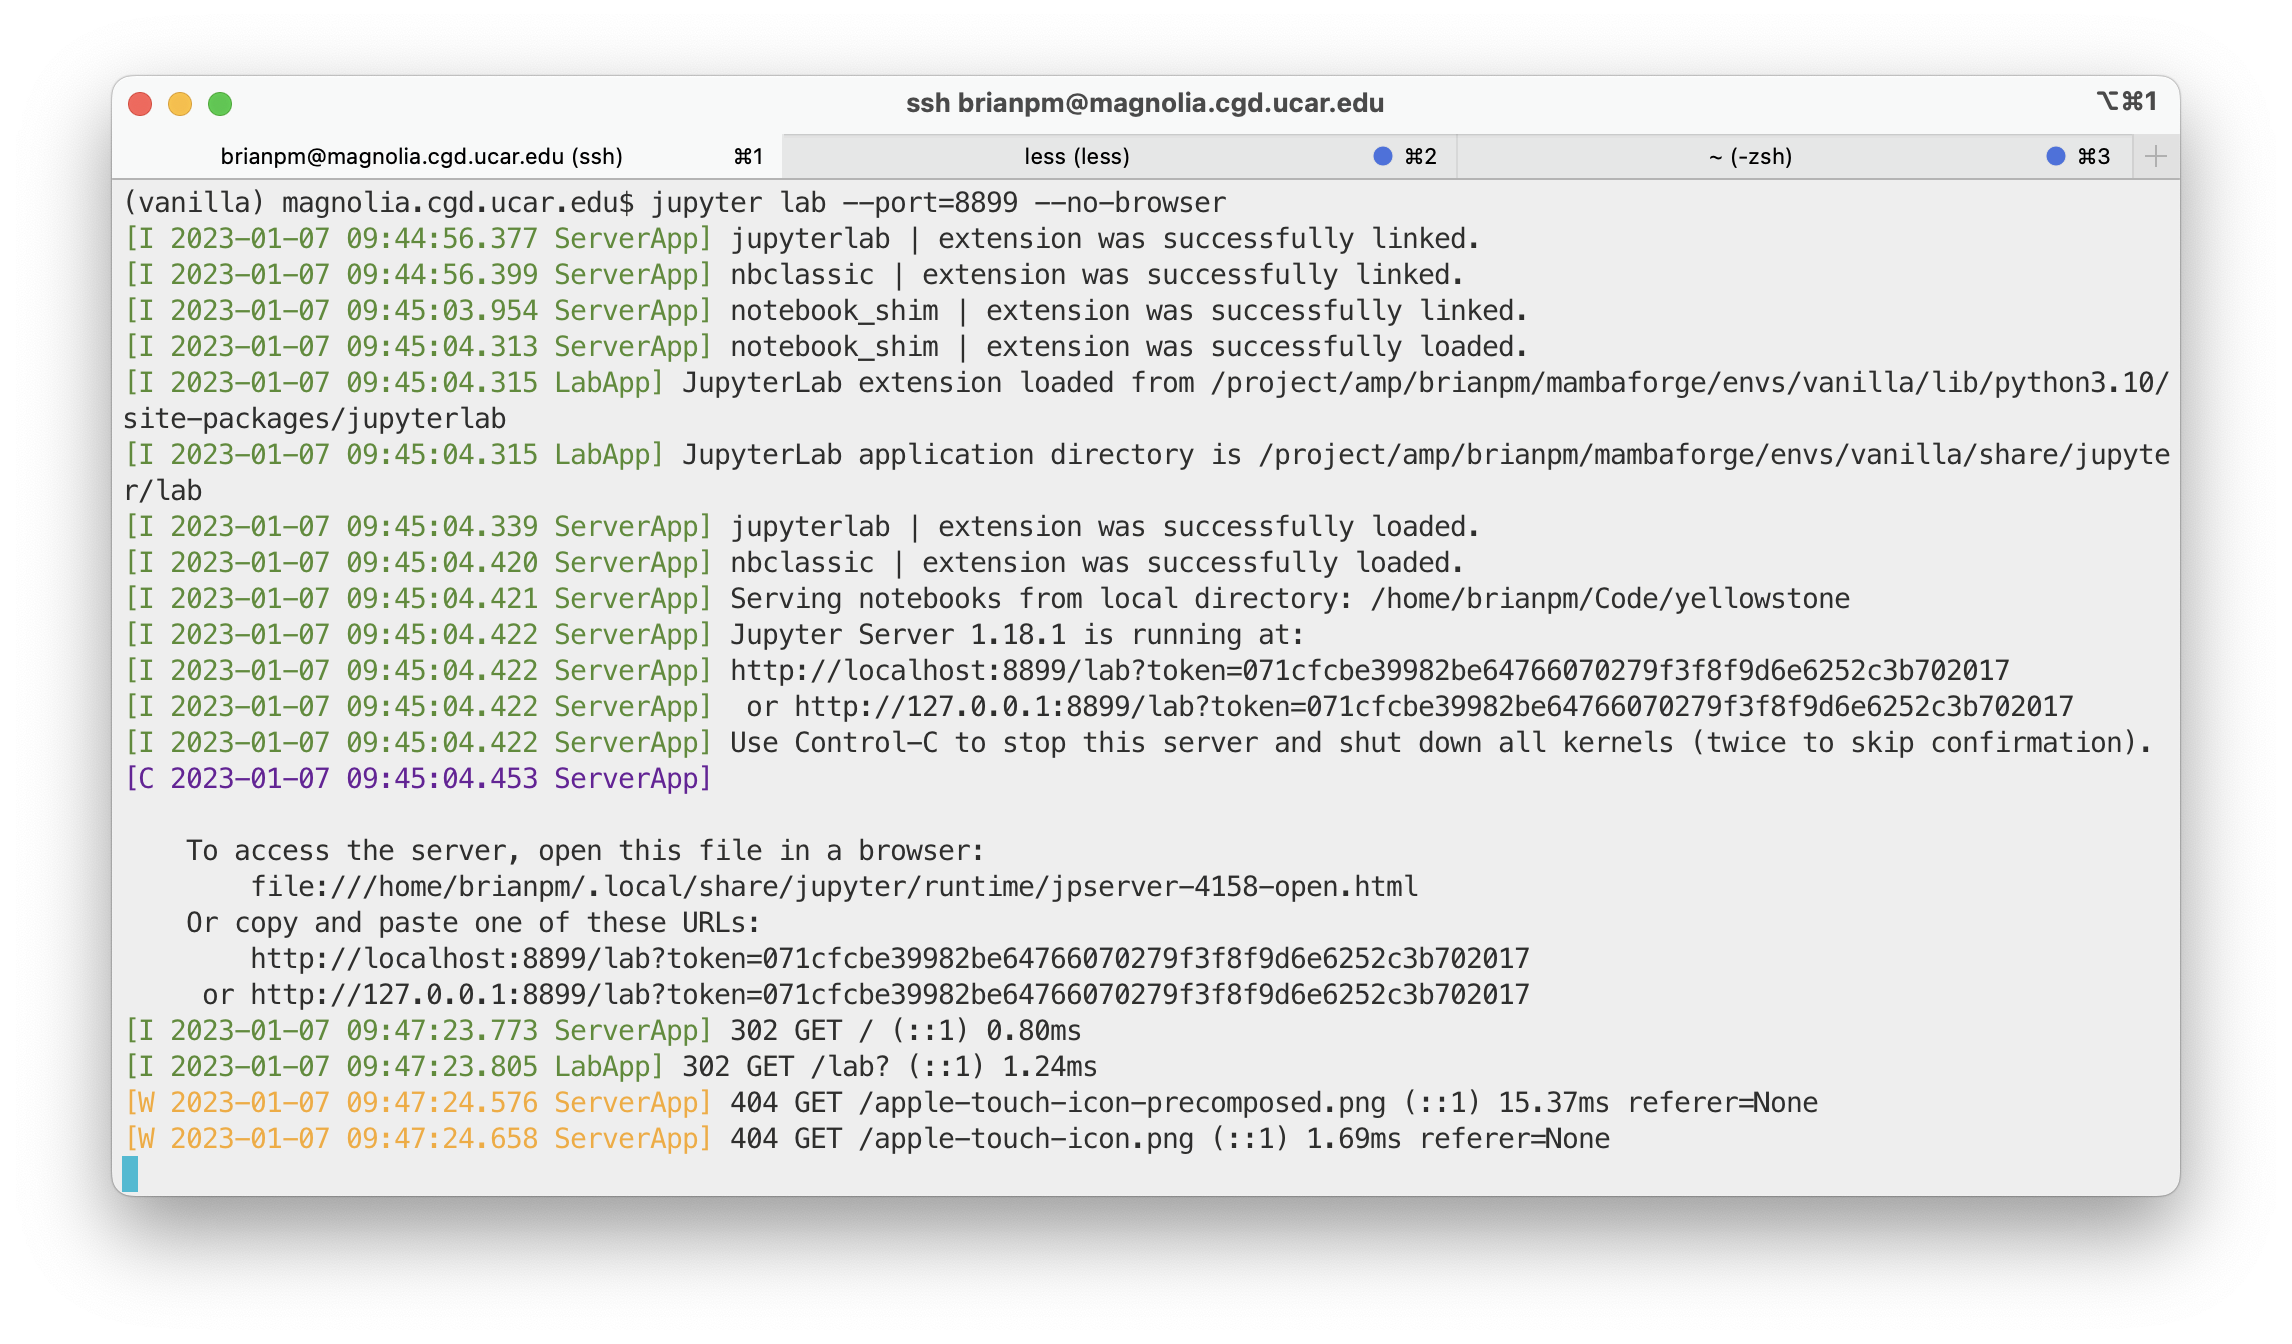 ssh brianpm@magnolia.cgd.ucar.edu ⌥⌘1
brianpm@magnolia.cgd.ucar.edu (ssh) ⌘1 less (less) ⌘2 ~ (-zsh) ⌘3 +
(vanilla) magnolia.cgd.ucar.edu$ jupyter lab --port=8899 --no-browser
[I 2023-01-07 09:44:56.377 ServerApp] jupyterlab | extension was successfully linked.
[I 2023-01-07 09:44:56.399 ServerApp] nbclassic | extension was successfully linked.
[I 2023-01-07 09:45:03.954 ServerApp] notebook_shim | extension was successfully linked.
[I 2023-01-07 09:45:04.313 ServerApp] notebook_shim | extension was successfully loaded.
[I 2023-01-07 09:45:04.315 LabApp] JupyterLab extension loaded from /project/amp/brianpm/mambaforge/envs/vanilla/lib/python3.10/
site-packages/jupyterlab
[I 2023-01-07 09:45:04.315 LabApp] JupyterLab application directory is /project/amp/brianpm/mambaforge/envs/vanilla/share/jupyte
r/lab
[I 2023-01-07 09:45:04.339 ServerApp] jupyterlab | extension was successfully loaded.
[I 2023-01-07 09:45:04.420 ServerApp] nbclassic | extension was successfully loaded.
[I 2023-01-07 09:45:04.421 ServerApp] Serving notebooks from local directory: /home/brianpm/Code/yellowstone
[I 2023-01-07 09:45:04.422 ServerApp] Jupyter Server 1.18.1 is running at:
[I 2023-01-07 09:45:04.422 ServerApp] http://localhost:8899/lab?token=071cfcbe39982be64766070279f3f8f9d6e6252c3b702017
[I 2023-01-07 09:45:04.422 ServerApp]  or http://127.0.0.1:8899/lab?token=071cfcbe39982be64766070279f3f8f9d6e6252c3b702017
[I 2023-01-07 09:45:04.422 ServerApp] Use Control-C to stop this server and shut down all kernels (twice to skip confirmation).
[C 2023-01-07 09:45:04.453 ServerApp]
To access the server, open this file in a browser:
file:///home/brianpm/.local/share/jupyter/runtime/jpserver-4158-open.html
Or copy and paste one of these URLs:
http://localhost:8899/lab?token=071cfcbe39982be64766070279f3f8f9d6e6252c3b702017
or http://127.0.0.1:8899/lab?token=071cfcbe39982be64766070279f3f8f9d6e6252c3b702017
[I 2023-01-07 09:47:23.773 ServerApp] 302 GET / (::1) 0.80ms
[I 2023-01-07 09:47:23.805 LabApp] 302 GET /lab? (::1) 1.24ms
[W 2023-01-07 09:47:24.576 ServerApp] 404 GET /apple-touch-icon-precomposed.png (::1) 15.37ms referer=None
[W 2023-01-07 09:47:24.658 ServerApp] 404 GET /apple-touch-icon.png (::1) 1.69ms referer=None